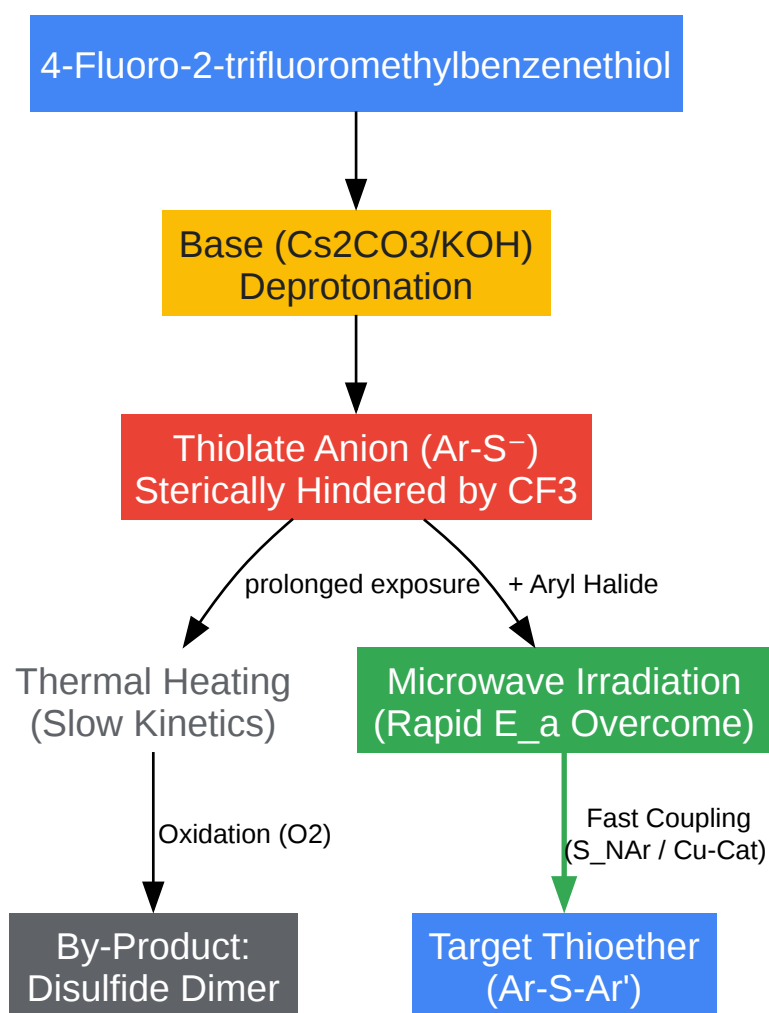 4-Fluoro-2-trifluoromethylbenzenethiol
Base (Cs2CO3/KOH)
Deprotonation
Thiolate Anion (Ar-S⁻)
Sterically Hindered by CF3
prolonged exposure
+ Aryl Halide
Thermal Heating
(Slow Kinetics)
Microwave Irradiation
(Rapid E_a Overcome)
Oxidation (O2)
Fast Coupling
(S_NAr / Cu-Cat)
By-Product:
Disulfide Dimer
Target Thioether
(Ar-S-Ar')